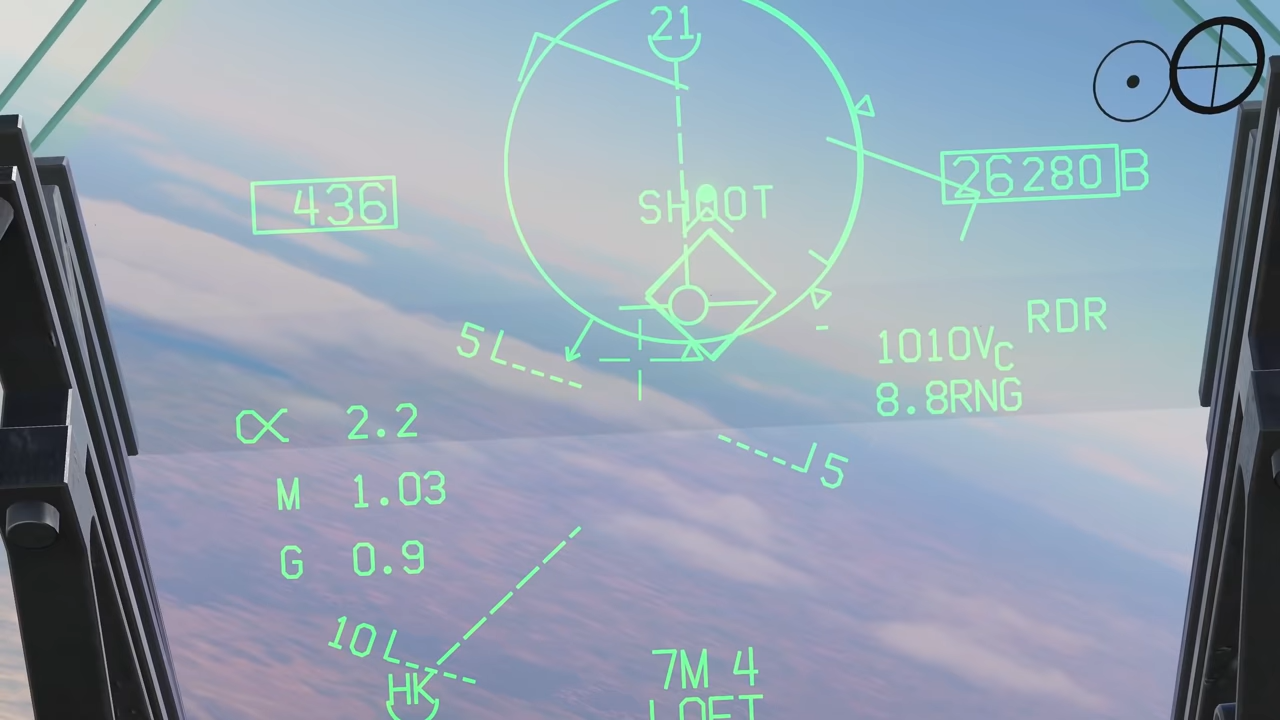 21
436
26280 B
SHOOT
RDR
1010Vc
8.8RNG
5
5
α 2.2
M 1.03
G 0.9
10
HK
7M 4
LOFT